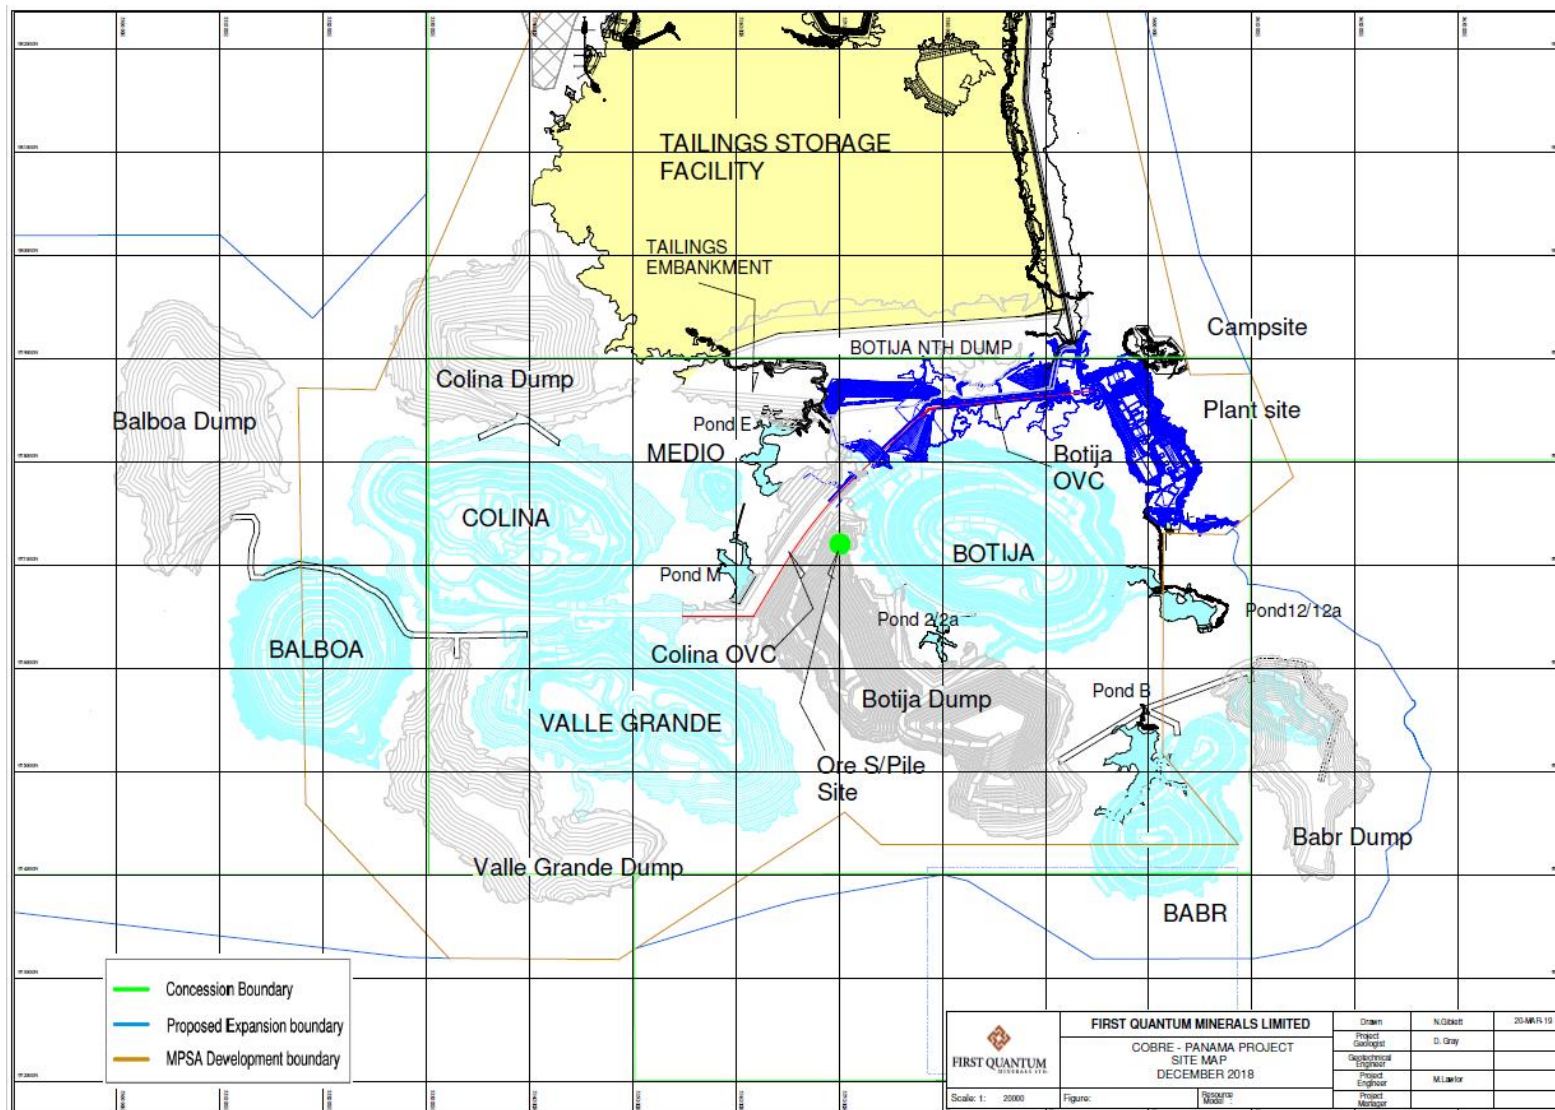 TAILINGS STORAGE
FACILITY
TAILINGS
EMBANKMENT
Campsite
BOTIJA NTH DUMP
Colina Dump
Plant site
Balboa Dump
Pond E
MEDIO
Botija
OVC
COLINA
BOTIJA
Pond M
Pond12/12a
Pond 2/2a
BALBOA
Colina OVC
Botija Dump
Pond B
VALLE GRANDE
Ore S/Pile
Site
Babr Dump
Valle Grande Dump
BABR
Concession Boundary
Proposed Expansion boundary
MPSA Development boundary
FIRST QUANTUM
MINERALS LTD.
FIRST QUANTUM MINERALS LIMITED
COBRE - PANAMA PROJECT
SITE MAP
DECEMBER 2018
Scale: 1: 20000
Figure:
Resource
Model :
Drawn
20-MAR-19
Project
Geologist
D. Gray
Geotechnical
Engineer
Project
Engineer
M.Lawlor
Project
Manager